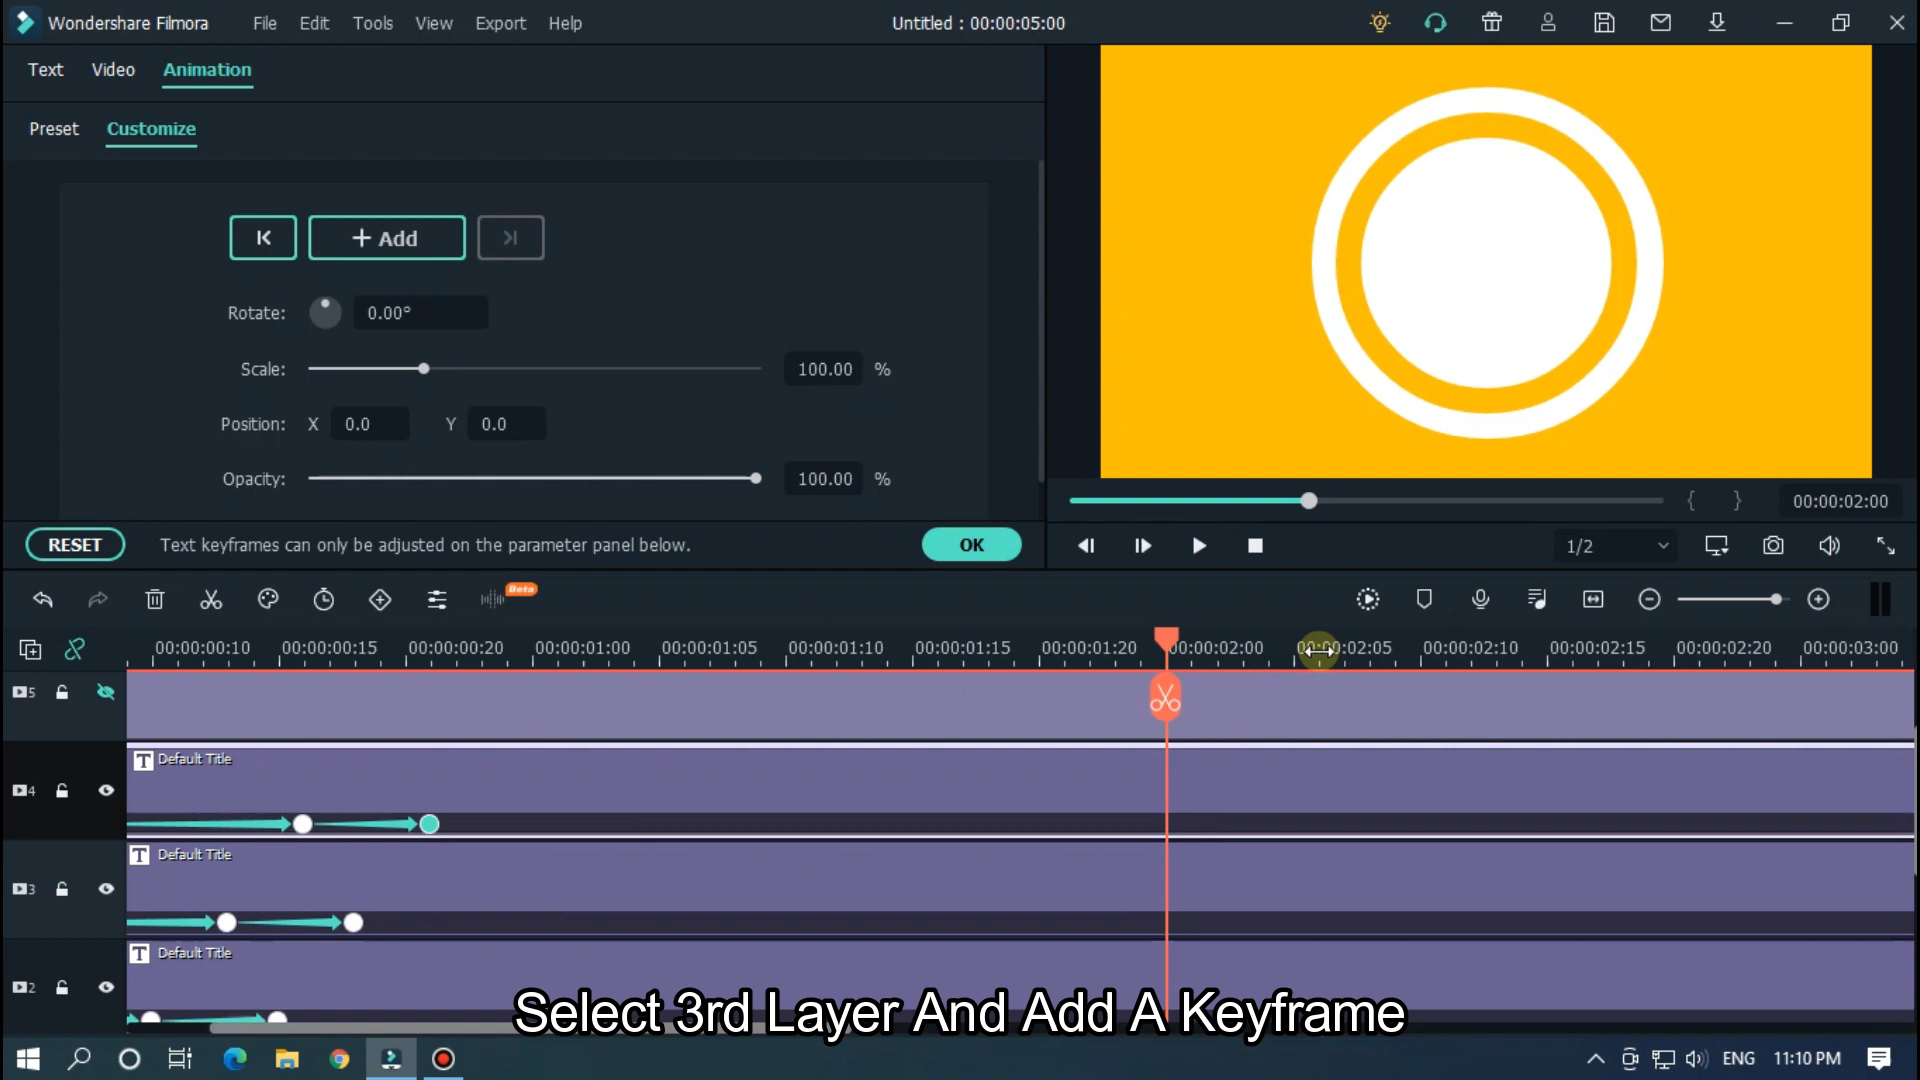 Wondershare Filmora File Edit Tools View Export Help Untitled : 00:00:05:00
Text Video Animation
Preset Customize
Add
Rotate: 0.00°
Scale: 100.00 %
Position: X 0.0 Y 0.0
Opacity: 100.00 %
{ } 00:00:02:00
RESET Text keyframes can only be adjusted on the parameter panel below. OK
1/2
Beta
00:00:00:10 00:00:00:15 00:00:00:20 00:00:01:00 00:00:01:05 00:00:01:10 00:00:01:15 00:00:01:20 00:00:02:00 00:00:02:05 00:00:02:10 00:00:02:15 00:00:02:20 00:00:03:00
5
T Default Title
4
T Default Title
3
T Default Title
2
Select 3rd Layer And Add A Keyframe
ENG 11:10 PM